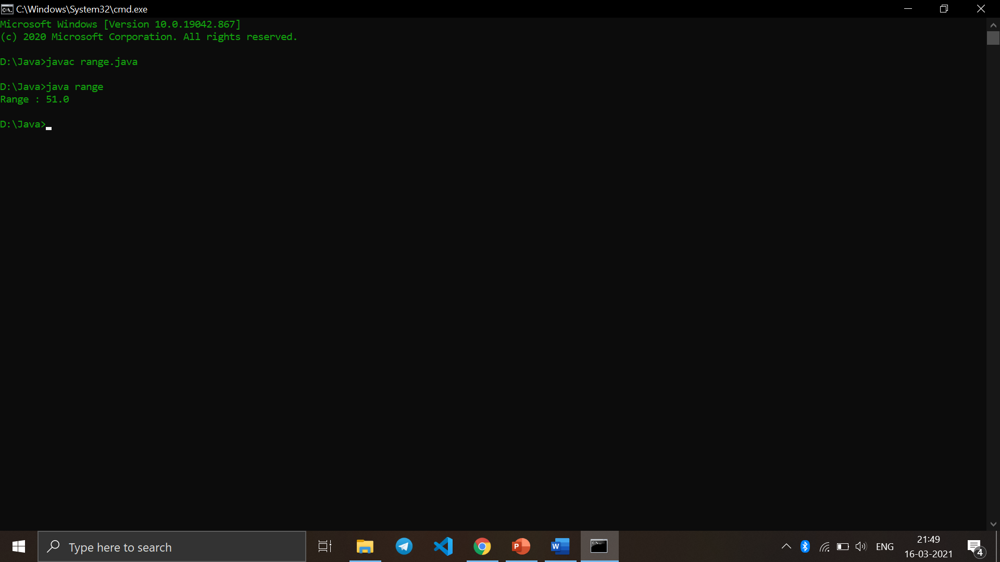 C:\Windows\System32\cmd.exe
Microsoft Windows [Version 10.0.19042.867]
(c) 2020 Microsoft Corporation. All rights reserved.
D:\Java>javac range.java
D:\Java>java range
Range : 51.0
D:\Java>
Type here to search
ENG
21:49
16-03-2021
4